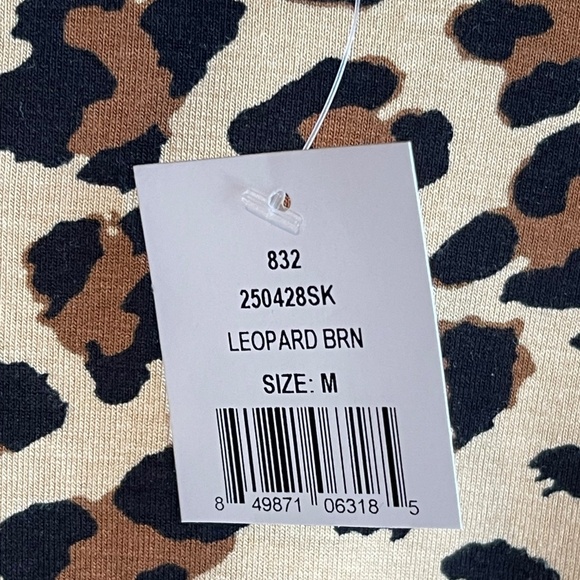 832
250428SK
LEOPARD BRN
SIZE: M
8 49871 06318 5